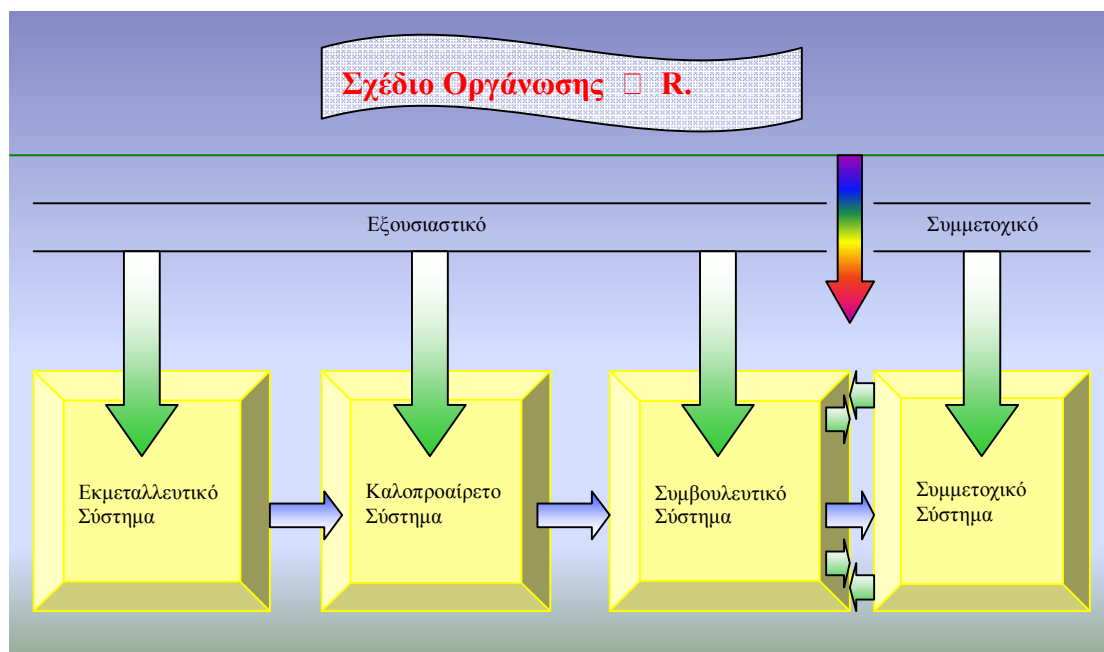 Σχέδιο Οργάνωσης □ R.
Εξουσιαστικό
Συμμετοχικό
Εκμεταλλευτικό
Σύστημα
Καλοπροαίρετο
Σύστημα
Συμβουλευτικό
Σύστημα
Συμμετοχικό
Σύστημα